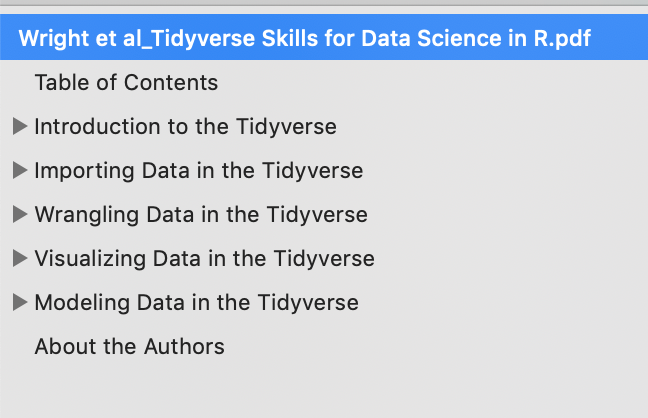 Wright et al_Tidyverse Skills for Data Science in R.pdf
Table of Contents
Introduction to the Tidyverse
Importing Data in the Tidyverse
Wrangling Data in the Tidyverse
Visualizing Data in the Tidyverse
Modeling Data in the Tidyverse
About the Authors